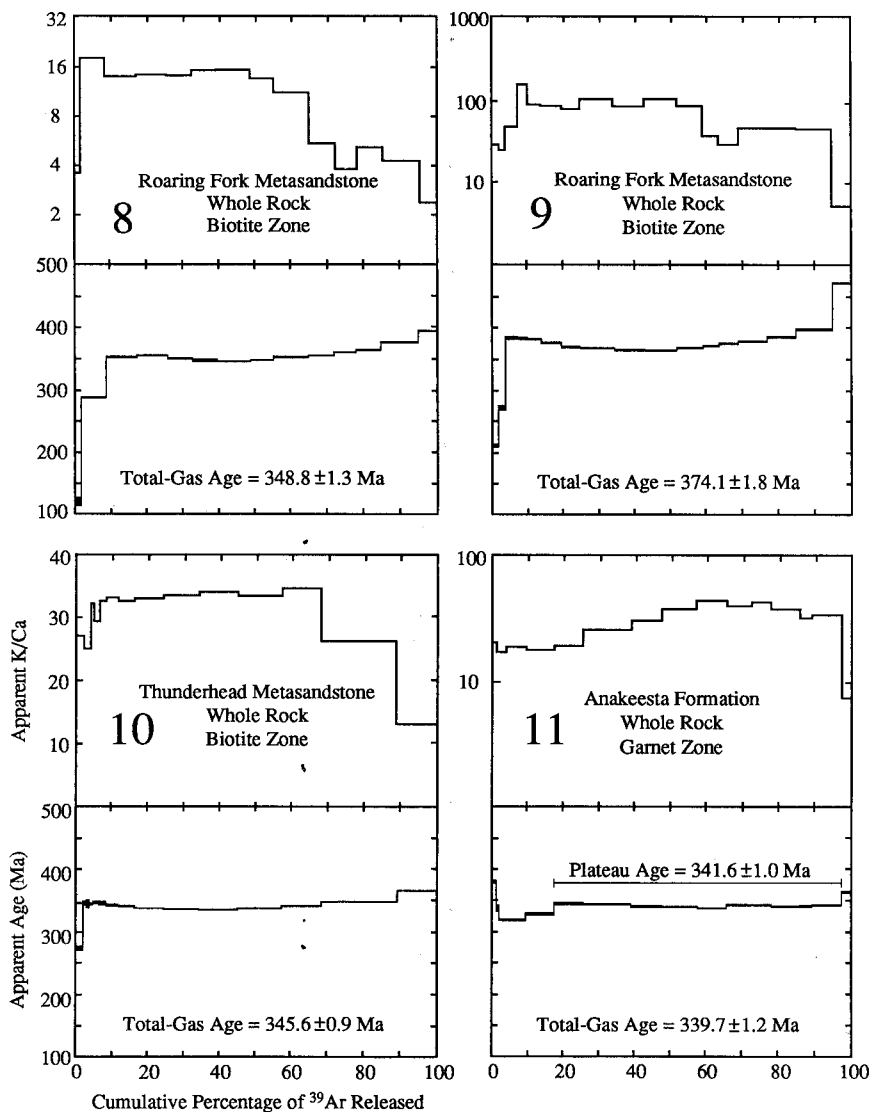 32
16
8
4
2
Roaring Fork Metasandstone
Whole Rock
Biotite Zone
8
500
400
300
200
100
Total-Gas Age = 348.8 ±1.3 Ma
1000
100
10
Roaring Fork Metasandstone
Whole Rock
Biotite Zone
9
Total-Gas Age = 374.1 ±1.8 Ma
Apparent K/Ca
40
30
20
10
Thunderhead Metasandstone
Whole Rock
Biotite Zone
10
Apparent Age (Ma)
500
400
300
200
100
Total-Gas Age = 345.6 ±0.9 Ma
0 20 40 60 80 100
Cumulative Percentage of ³⁹Ar Released
100
10
Anakeesta Formation
Whole Rock
Garnet Zone
11
Plateau Age = 341.6 ±1.0 Ma
Total-Gas Age = 339.7 ±1.2 Ma
0 20 40 60 80 100